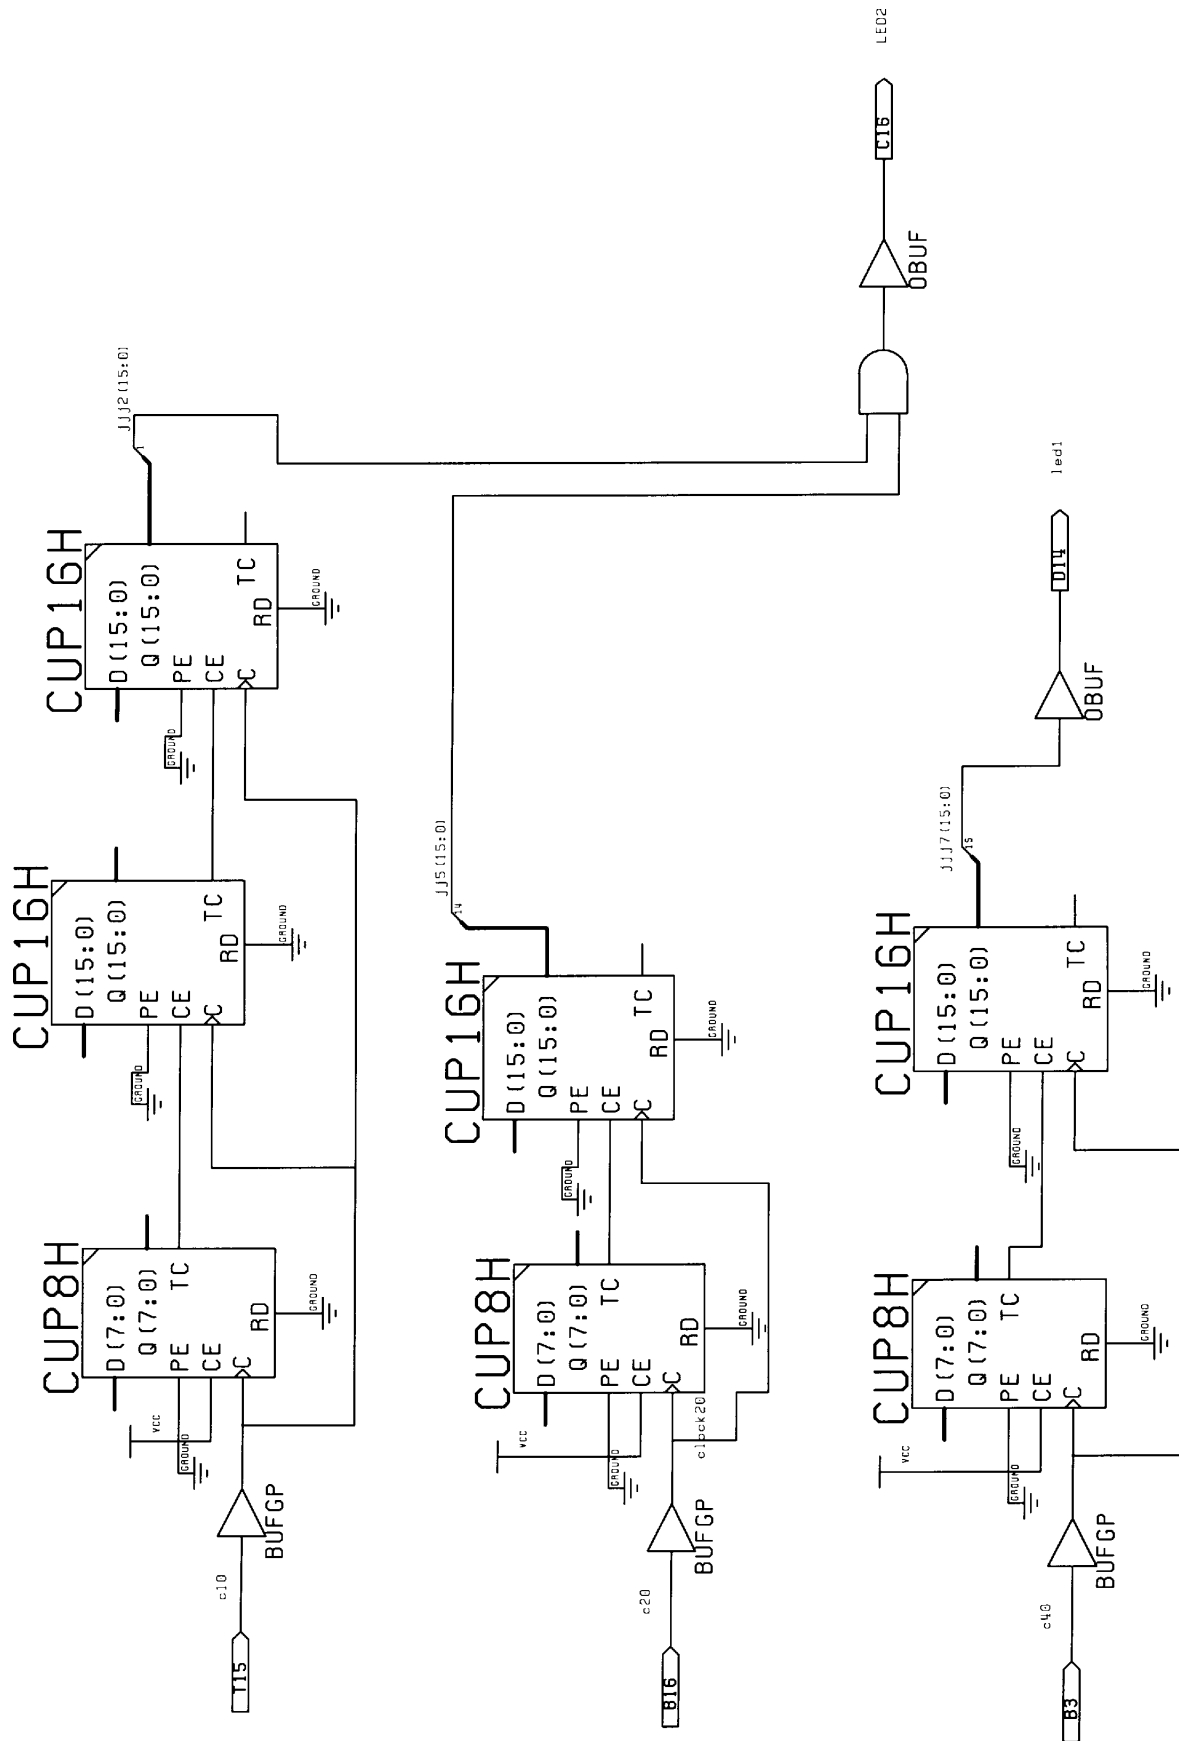 LED2
C16
OBUF
jjj2(15:0)
1
CUP16H
D(15:0)
Q(15:0)
PE
CE
C
TC
RD
GROUND
GROUND
CUP16H
D(15:0)
Q(15:0)
PE
CE
C
TC
RD
GROUND
GROUND
CUP8H
D(7:0)
Q(7:0)
PE
CE
C
TC
RD
GROUND
VCC
GROUND
BUFGP
c10
T15
jj5(15:0)
14
CUP16H
D(15:0)
Q(15:0)
PE
CE
C
TC
RD
GROUND
GROUND
CUP8H
D(7:0)
Q(7:0)
PE
CE
C
TC
RD
GROUND
VCC
GROUND
clock20
BUFGP
c20
B16
led1
D14
OBUF
jjj7(15:0)
15
CUP16H
D(15:0)
Q(15:0)
PE
CE
C
TC
RD
GROUND
GROUND
CUP8H
D(7:0)
Q(7:0)
PE
CE
C
TC
RD
GROUND
VCC
GROUND
BUFGP
c40
B3